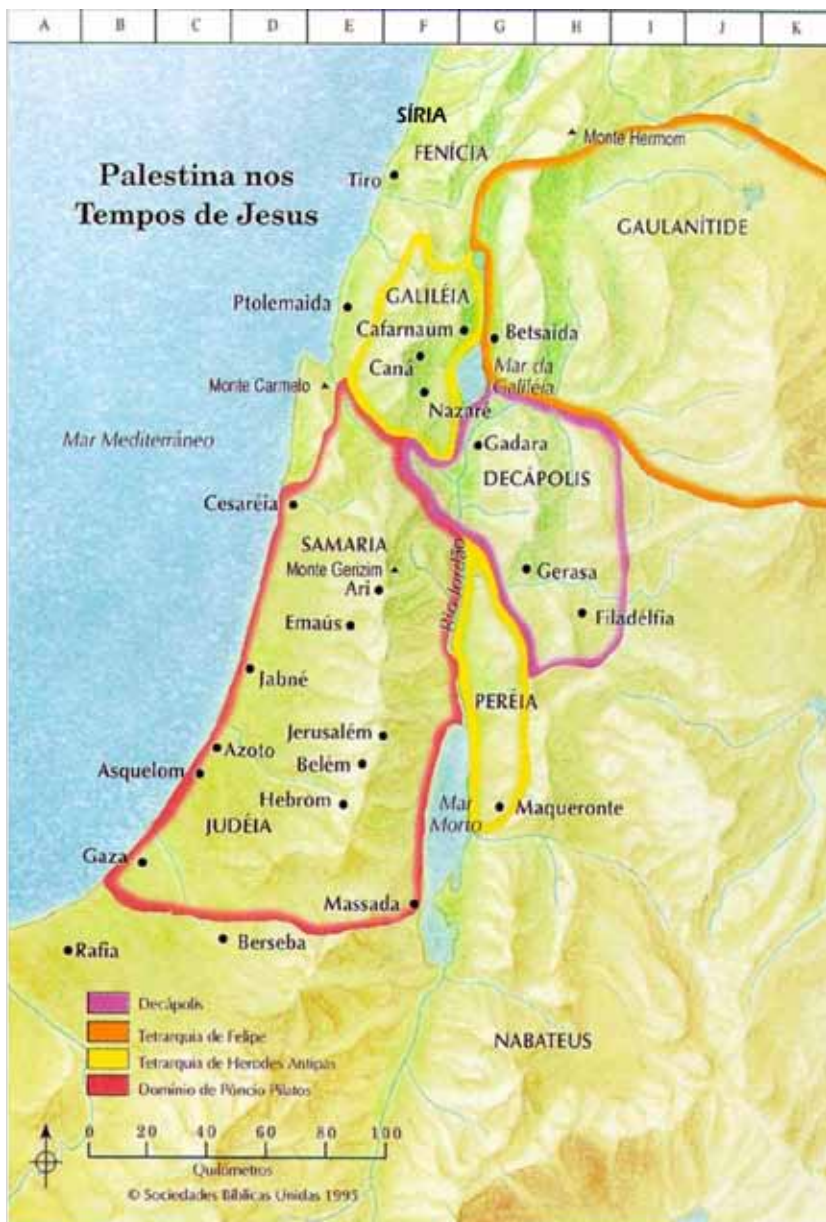 A B C D E F G H I J K
SÍRIA
Monte Hermom
FENÍCIA
Palestina nos
Tempos de Jesus
Tiro
GAULANÍTIDE
Ptolemaida
GALILÉIA
Cafarnaum
Betsaida
Caná
Mar da
Galiléia
Monte Carmelo
Nazaré
Mar Mediterrâneo
Gadara
DECÁPOLIS
Cesaréia
SAMARIA
Monte Gerizim
Rio Jordão
Gerasa
Ari
Filadélfia
Emaús
Jabné
PERÉIA
Jerusalém
Azoto
Belém
Asquelom
Hebrom
Mar
Morto
Maqueronte
JUDÉIA
Gaza
Massada
Berseba
Rafia
Decápolis
Tetrarquia de Felipe
Tetrarquia de Herodes Antipas
Domínio de Pôncio Pilatos
NABATEUS
0 20 40 60 80 100
Quilômetros
© Sociedades Bíblicas Unidas 1995